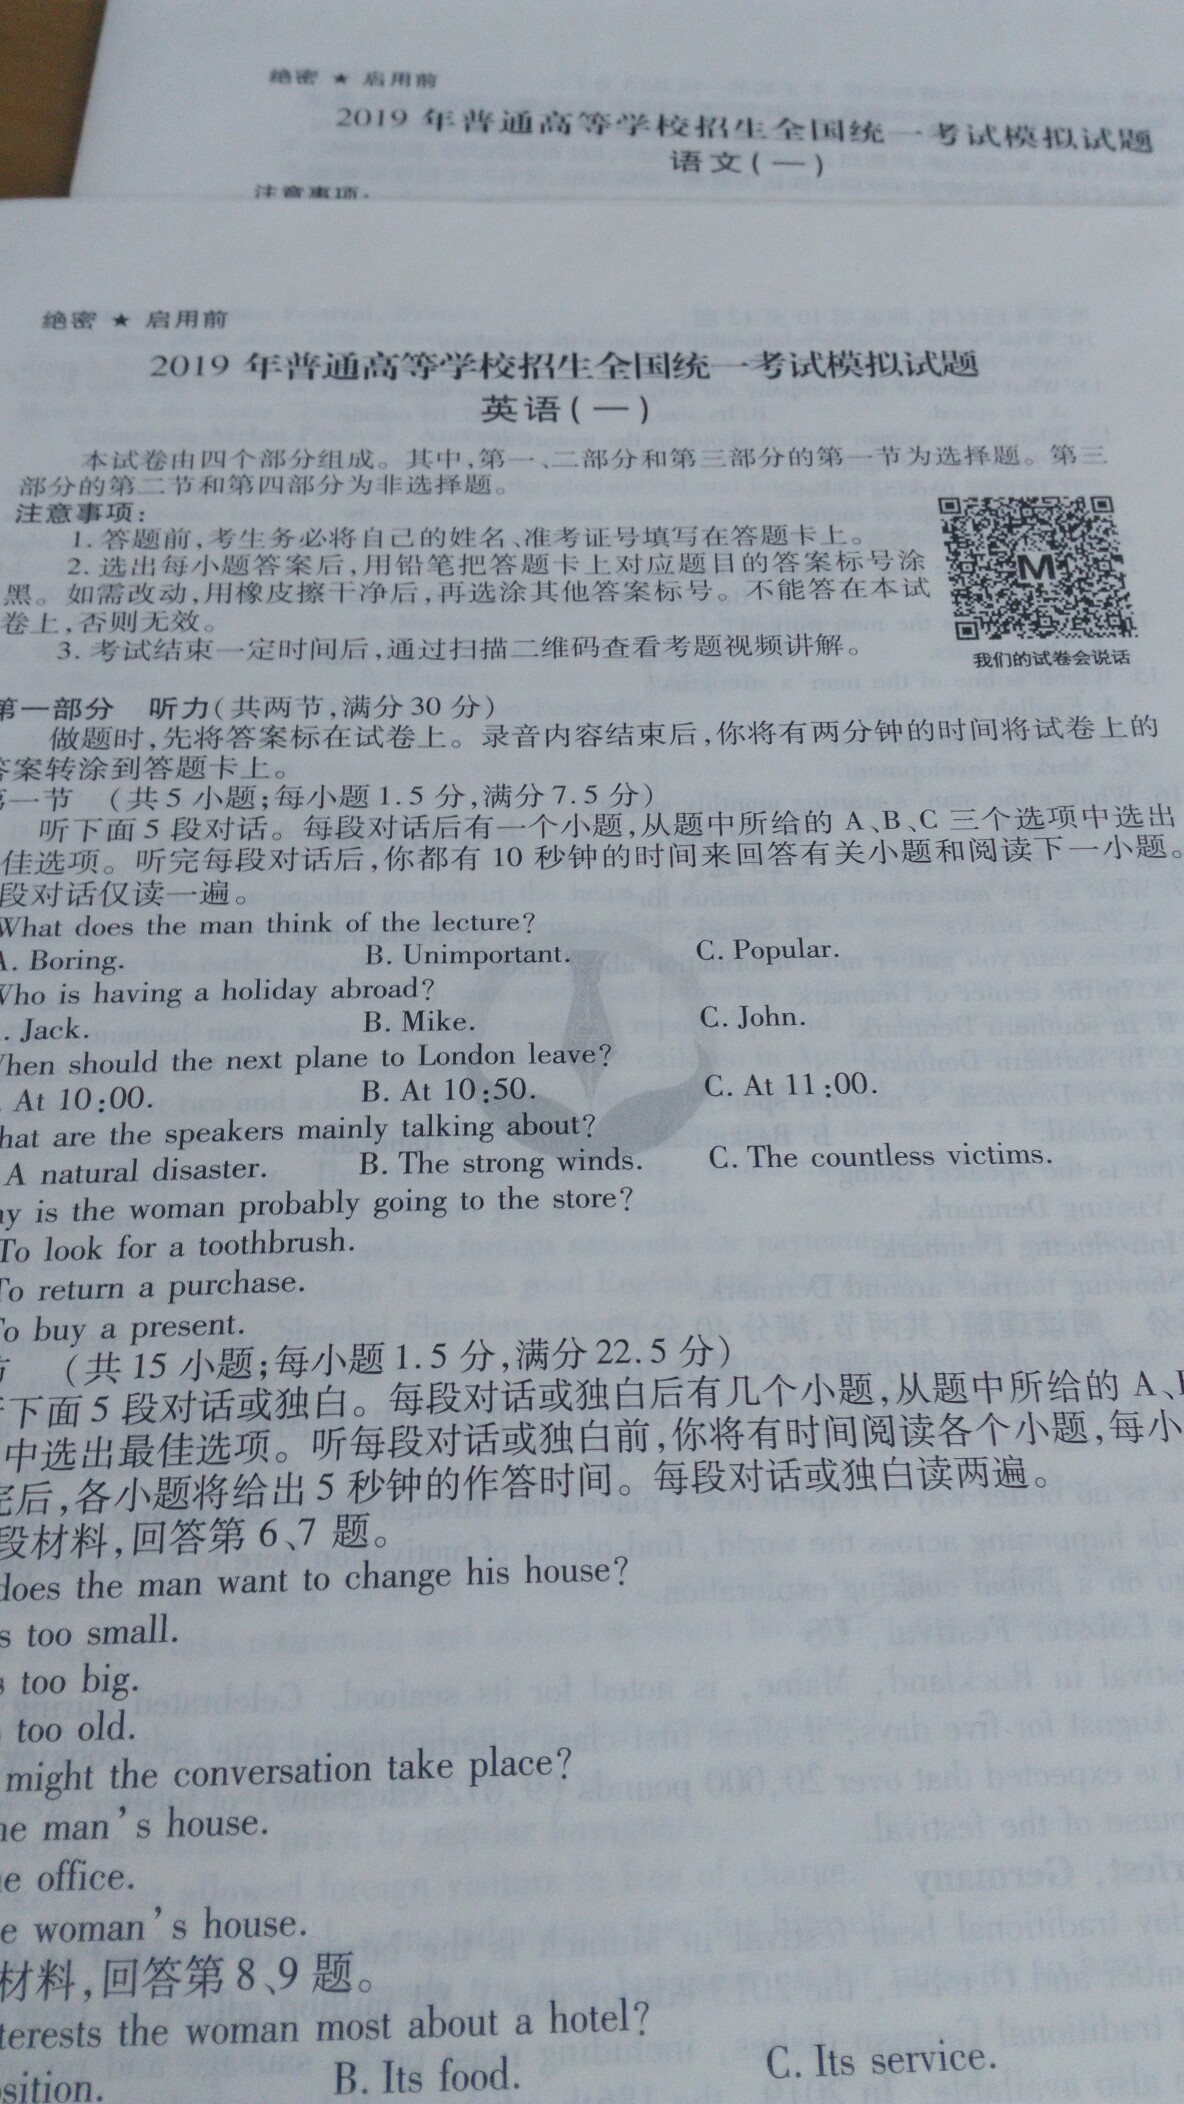 绝密 ★ 启用前
2019 年普通高等学校招生全国统一考试模拟试题
语文(一)
注意事项:
绝密 ★ 启用前
2019 年普通高等学校招生全国统一考试模拟试题
英语(一)
本试卷由四个部分组成。其中,第一、二部分和第三部分的第一节为选择题。第三
部分的第二节和第四部分为非选择题。
注意事项:
1. 答题前,考生务必将自己的姓名、准考证号填写在答题卡上。
2. 选出每小题答案后,用铅笔把答题卡上对应题目的答案标号涂
黑。如需改动,用橡皮擦干净后,再选涂其他答案标号。不能答在本试
卷上,否则无效。
3. 考试结束一定时间后,通过扫描二维码查看考题视频讲解。
M
我们的试卷会说话
第一部分 听力(共两节,满分 30 分)
做题时,先将答案标在试卷上。录音内容结束后,你将有两分钟的时间将试卷上的
答案转涂到答题卡上。
第一节 (共 5 小题;每小题 1.5 分,满分 7.5 分)
听下面 5 段对话。每段对话后有一个小题,从题中所给的 A、B、C 三个选项中选出
佳选项。听完每段对话后,你都有 10 秒钟的时间来回答有关小题和阅读下一小题。
段对话仅读一遍。
What does the man think of the lecture?
A. Boring. B. Unimportant. C. Popular.
Who is having a holiday abroad?
. Jack. B. Mike. C. John.
When should the next plane to London leave?
. At 10:00. B. At 10:50. C. At 11:00.
hat are the speakers mainly talking about?
A natural disaster. B. The strong winds. C. The countless victims.
hy is the woman probably going to the store?
To look for a toothbrush.
To return a purchase.
To buy a present.
节 (共 15 小题;每小题 1.5 分,满分 22.5 分)
下面 5 段对话或独白。每段对话或独白后有几个小题,从题中所给的 A、B
中选出最佳选项。听每段对话或独白前,你将有时间阅读各个小题,每小
完后,各小题将给出 5 秒钟的作答时间。每段对话或独白读两遍。
段材料,回答第 6、7 题。
does the man want to change his house?
s too small.
s too big.
too old.
might the conversation take place?
he man's house.
e office.
e woman's house.
材料,回答第 8、9 题。
terests the woman most about a hotel?
sition. B. Its food. C. Its service.